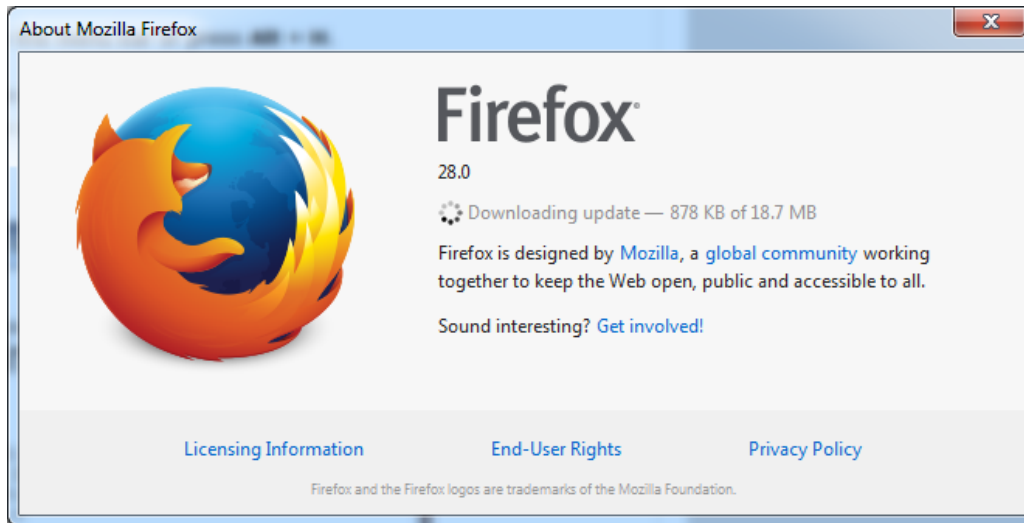 About Mozilla Firefox
Firefox
28.0
Downloading update — 878 KB of 18.7 MB
Firefox is designed by Mozilla, a global community working
together to keep the Web open, public and accessible to all.
Sound interesting? Get involved!
Licensing Information End-User Rights Privacy Policy
Firefox and the Firefox logos are trademarks of the Mozilla Foundation.